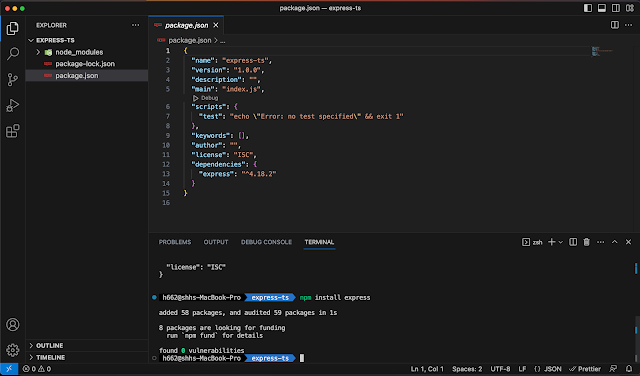 package.json — express-ts
EXPLORER
EXPRESS-TS
node_modules
package-lock.json
package.json
package.json
package.json > ...
1 {
2 "name": "express-ts",
3 "version": "1.0.0",
4 "description": "",
5 "main": "index.js",
Debug
6 "scripts": {
7 "test": "echo \"Error: no test specified\" && exit 1"
8 },
9 "keywords": [],
10 "author": "",
11 "license": "ISC",
12 "dependencies": {
13 "express": "^4.18.2"
14 }
15 }
16
PROBLEMS OUTPUT DEBUG CONSOLE TERMINAL
zsh
"license": "ISC"
}
h662@shhs-MacBook-Pro express-ts npm install express
added 58 packages, and audited 59 packages in 1s
8 packages are looking for funding
run `npm fund` for details
found 0 vulnerabilities
h662@shhs-MacBook-Pro express-ts
OUTLINE
TIMELINE
0 0
Ln 1, Col 1 Spaces: 2 UTF-8 LF {} JSON Prettier